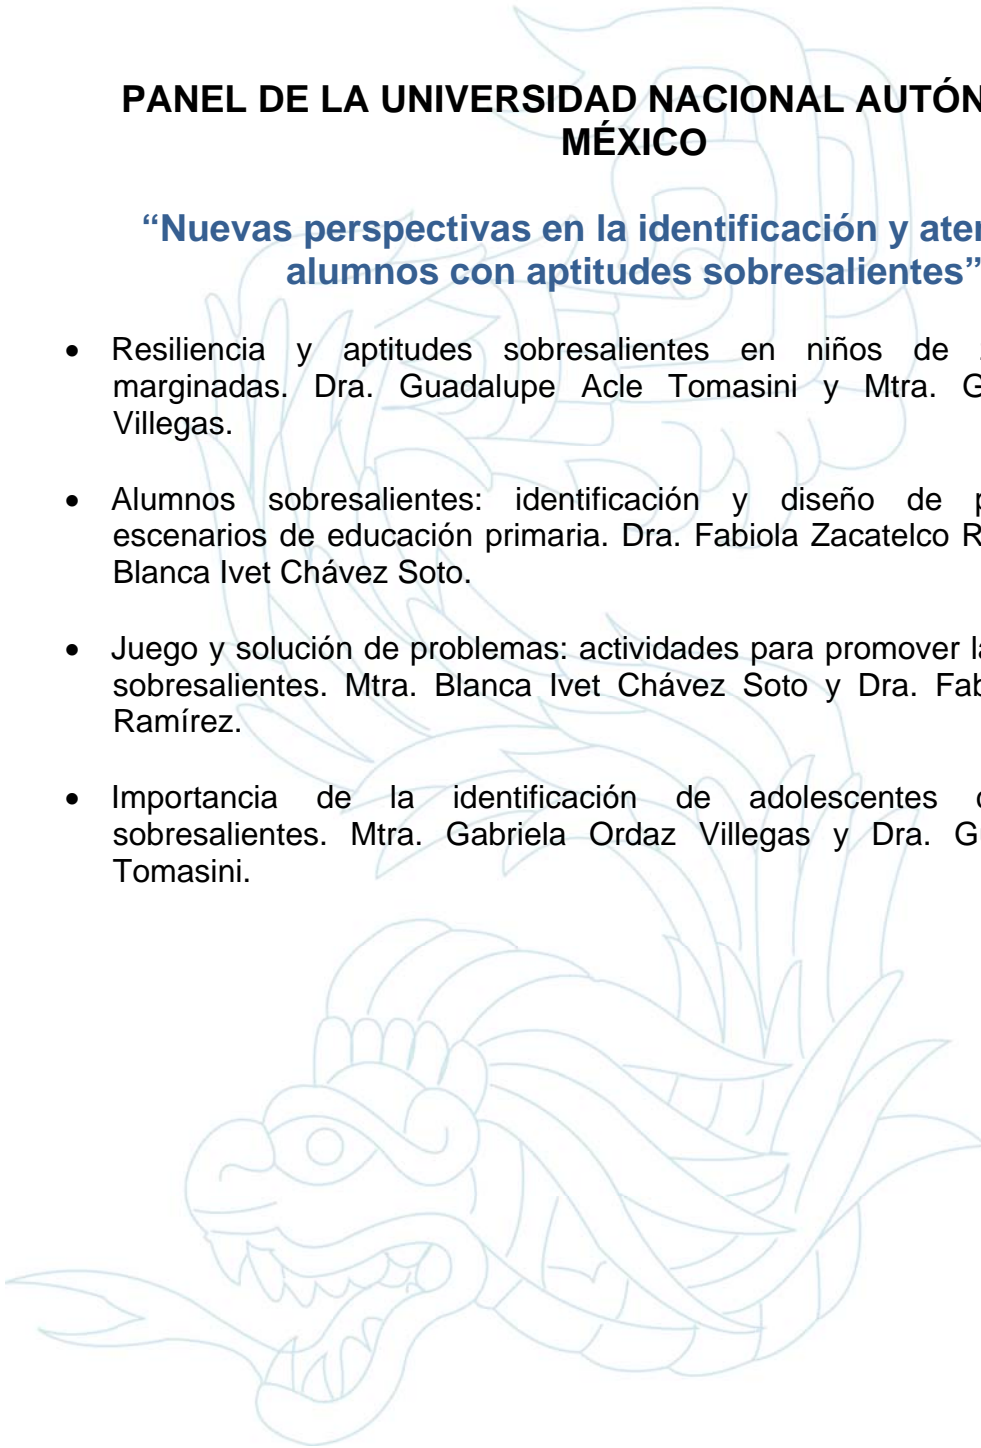 PANEL DE LA UNIVERSIDAD NACIONAL AUTÓN
MÉXICO
“Nuevas perspectivas en la identificación y aten
alumnos con aptitudes sobresalientes”
• Resiliencia y aptitudes sobresalientes en niños de
marginadas. Dra. Guadalupe Acle Tomasini y Mtra. G
Villegas.
• Alumnos sobresalientes: identificación y diseño de p
escenarios de educación primaria. Dra. Fabiola Zacatelco R
Blanca Ivet Chávez Soto.
• Juego y solución de problemas: actividades para promover la
sobresalientes. Mtra. Blanca Ivet Chávez Soto y Dra. Fab
Ramírez.
• Importancia de la identificación de adolescentes c
sobresalientes. Mtra. Gabriela Ordaz Villegas y Dra. Gu
Tomasini.